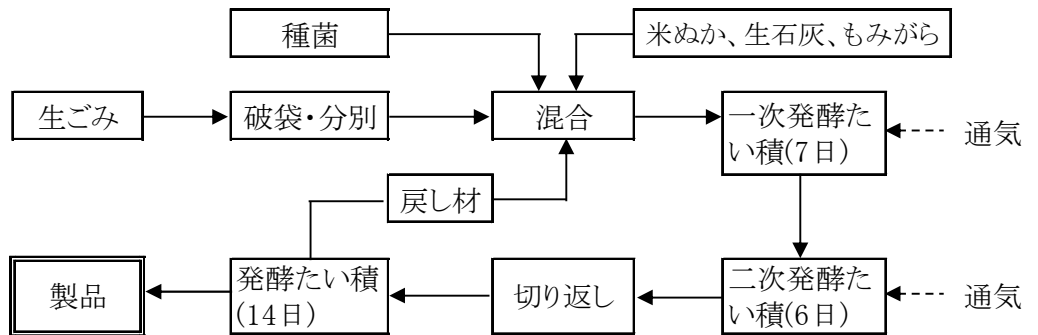 種菌
米ぬか、生石灰、もみがら
生ごみ
破袋・分別
混合
一次発酵た
い積(7日)
通気
戻し材
製品
発酵たい積
(14日)
切り返し
二次発酵た
い積(6日)
通気